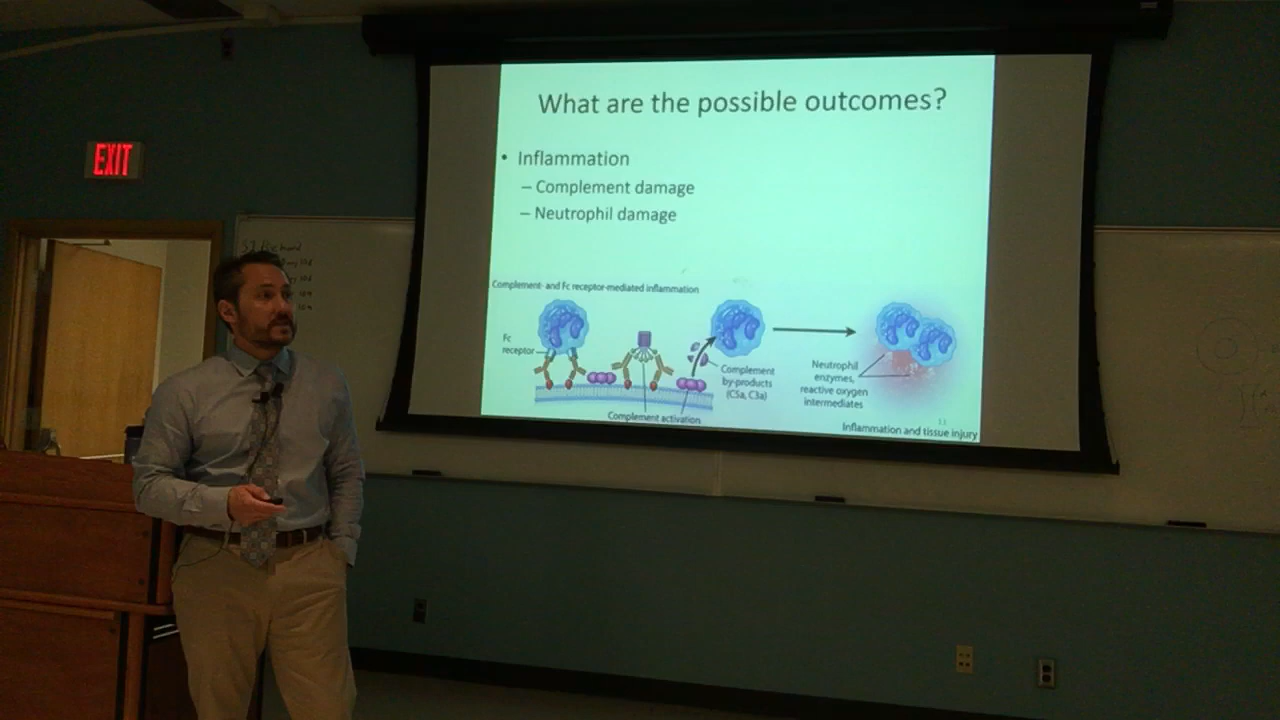 EXIT
What are the possible outcomes?
• Inflammation
– Complement damage
– Neutrophil damage
Complement- and Fc receptor-mediated inflammation
Fc
receptor
Complement
by-products
(C5a, C3a)
Complement activation
Neutrophil
enzymes,
reactive oxygen
intermediates
Inflammation and tissue injury